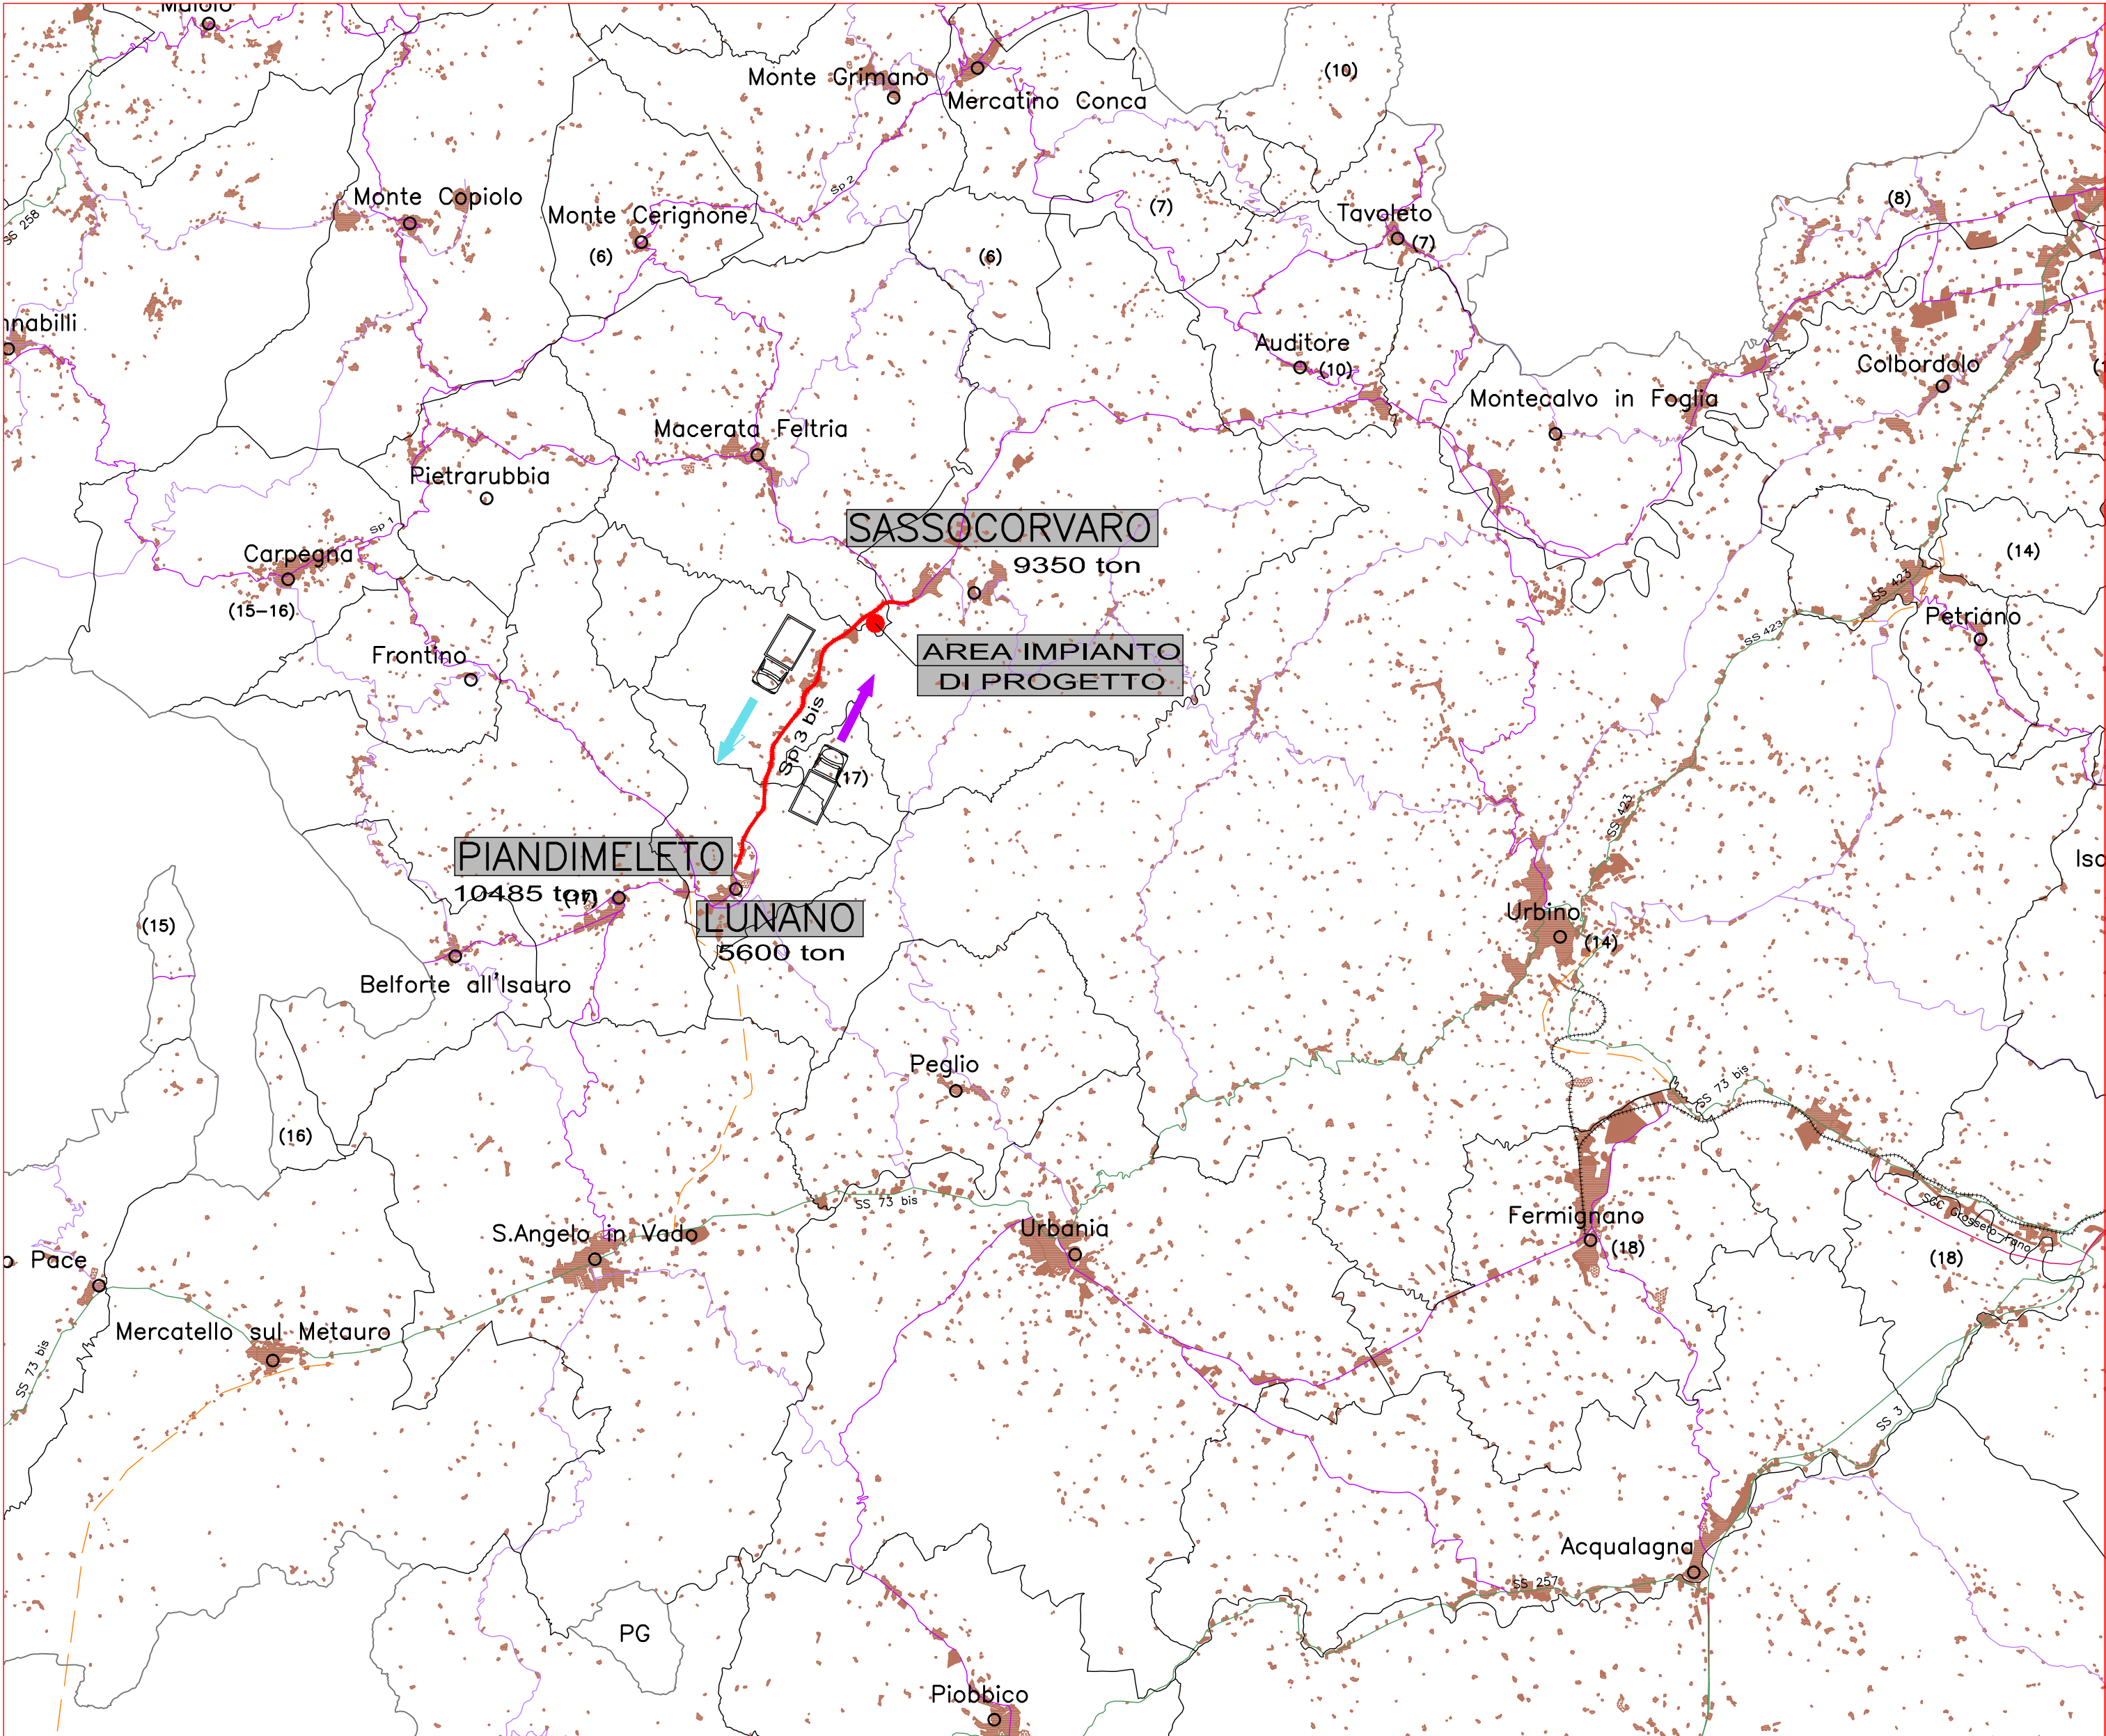 Monte Grimano
(10)
Mercatino Conca
Sp 2
Monte Copiolo
Monte Cerignone
(6)
(6)
(7)
Tavoleto
(7)
(8)
SS 258
Auditore
(10)
Colbordolo
Montecalvo in Foglia
Macerata Feltria
Pietrarubbia
Sp 1
SASSOCORVARO
9350 ton
Carpegna
(15-16)
(14)
SS 423
Petriano
SS 423
AREA IMPIANTO
DI PROGETTO
Frontino
Sp 3 bis
(17)
SS 423
PIANDIMELETO
10485 ton
(17)
LUNANO
5600 ton
Urbino
(14)
(15)
Belforte all'Isauro
Peglio
SS 73 bis
(16)
SS 73 bis
S.Angelo in Vado
Urbania
Fermignano
(18)
SGC Grosseto-Fano
(18)
Pace
Mercatello sul Metauro
SS 73 bis
SS 3
Acqualagna
SS 257
PG
Piobbico